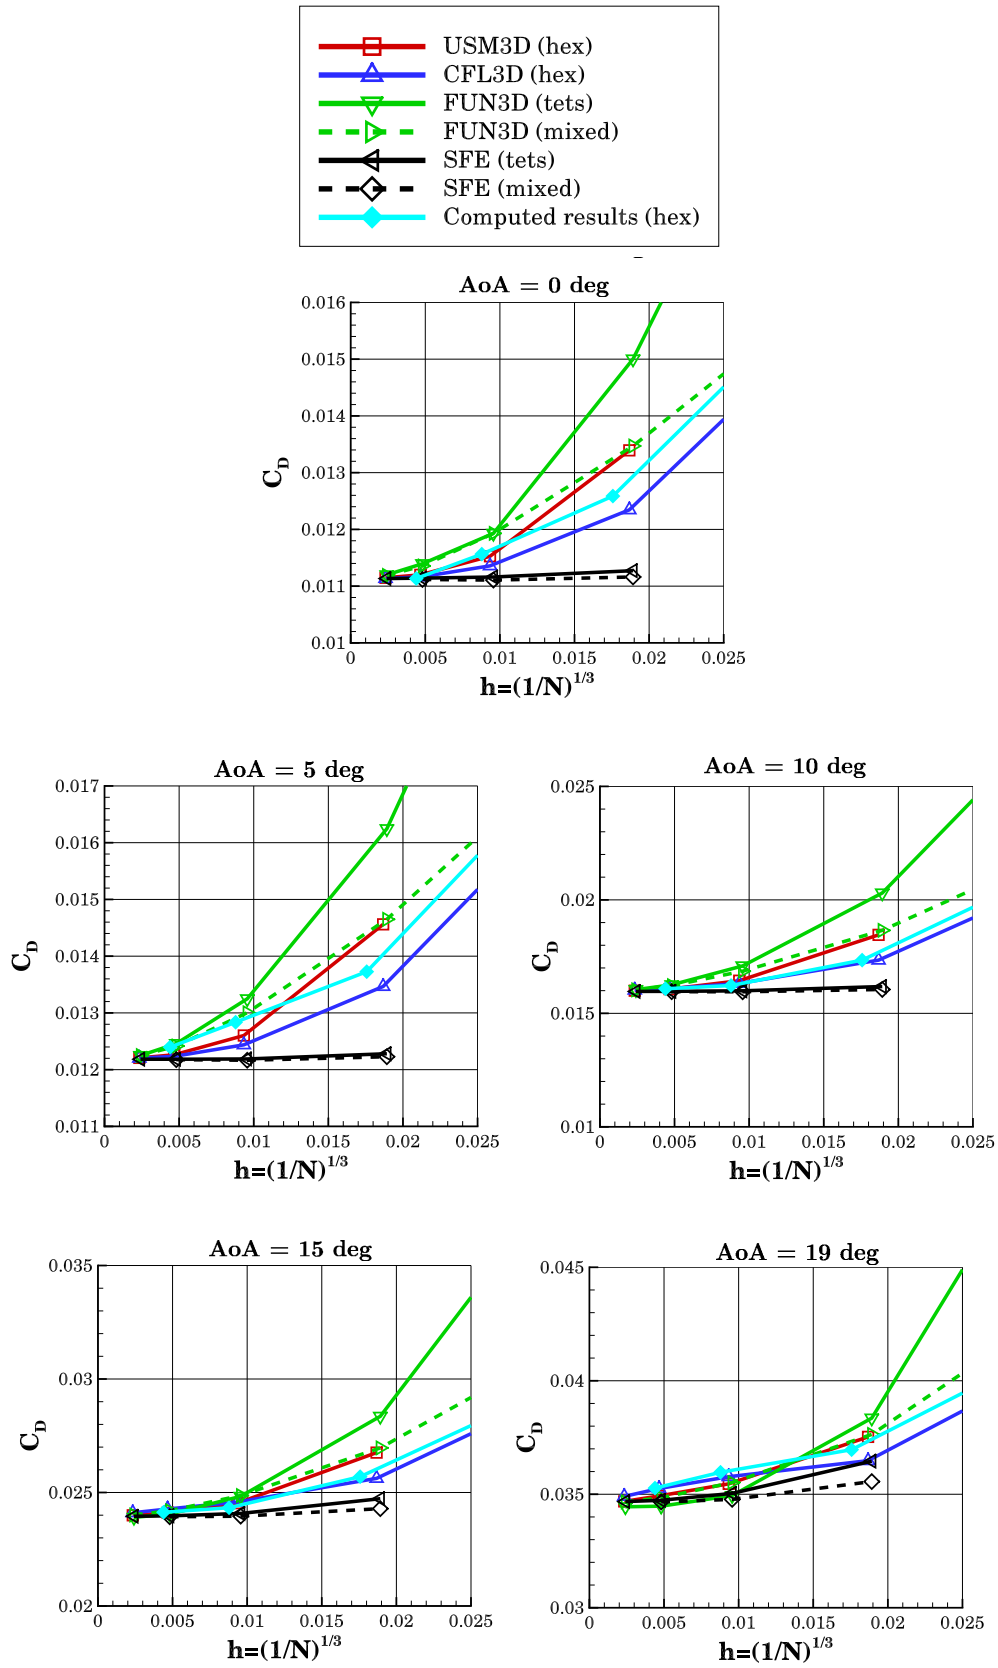 USM3D (hex)
CFL3D (hex)
FUN3D (tets)
FUN3D (mixed)
SFE (tets)
SFE (mixed)
Computed results (hex)
AoA = 0 deg
0.016
0.015
0.014
0.013
0.012
0.011
0.01
C_D
0 0.005 0.01 0.015 0.02 0.025
h=(1/N)^{1/3}
AoA = 5 deg
0.017
0.016
0.015
0.014
0.013
0.012
0.011
C_D
0 0.005 0.01 0.015 0.02 0.025
h=(1/N)^{1/3}
AoA = 10 deg
0.025
0.02
0.015
0.01
C_D
0 0.005 0.01 0.015 0.02 0.025
h=(1/N)^{1/3}
AoA = 15 deg
0.035
0.03
0.025
0.02
C_D
0 0.005 0.01 0.015 0.02 0.025
h=(1/N)^{1/3}
AoA = 19 deg
0.045
0.04
0.035
0.03
C_D
0 0.005 0.01 0.015 0.02 0.025
h=(1/N)^{1/3}